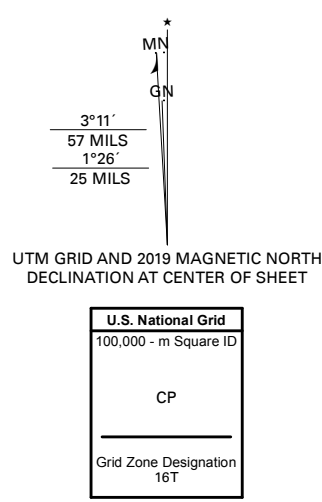 MN
GN
3°11´
57 MILS
1°26´
25 MILS
UTM GRID AND 2019 MAGNETIC NORTH
DECLINATION AT CENTER OF SHEET
U.S. National Grid
100,000 - m Square ID
CP
Grid Zone Designation
16T